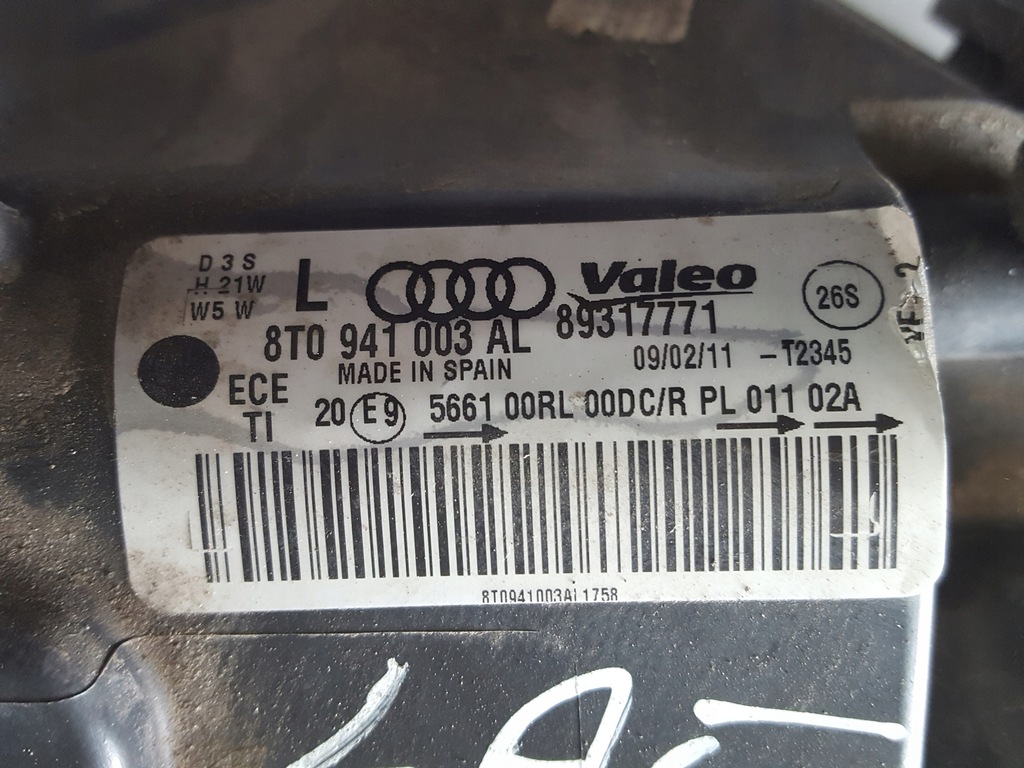 D3S
H 21W
W5W
L
Valeo
26S
8T0 941 003 AL 89317771
MADE IN SPAIN 09/02/11 -T2345
ECE
TI
20 E9 5661 00RL 00DC/R PL 011 02A
8T0941003AL1758